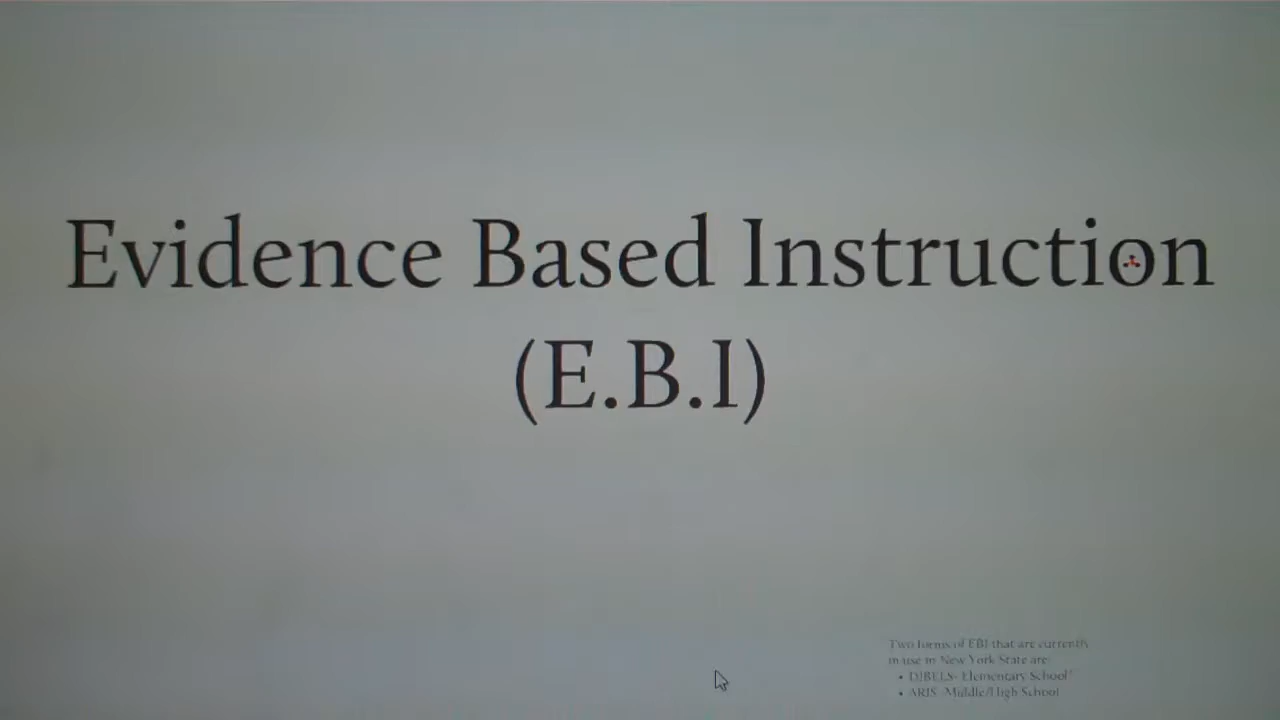 Evidence Based Instruction
(E.B.I)
Two forms of EBI that are currently
in use in New York State are:
• DIBELS- Elementary School
• ARIS- Middle/High School